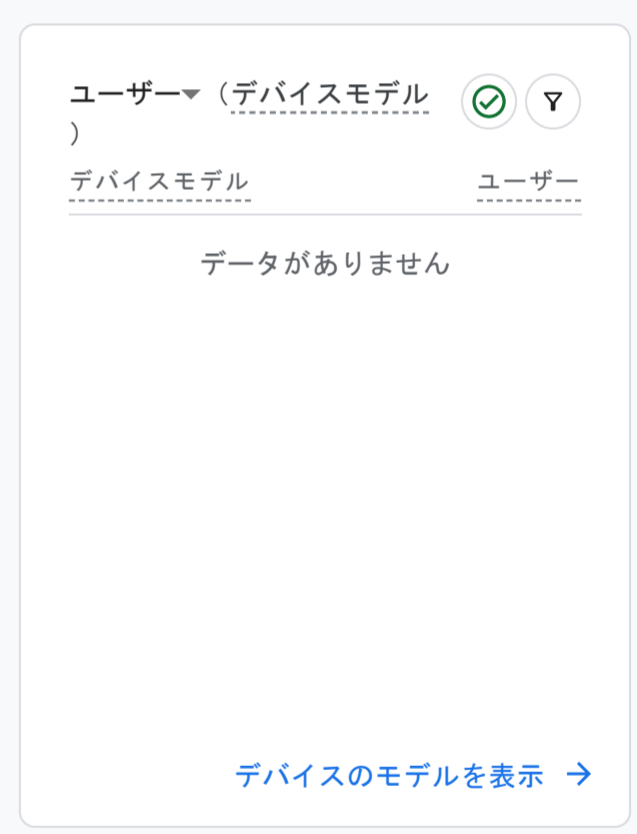 ユーザー（デバイスモデル
）
デバイスモデル ユーザー
データがありません
デバイスのモデルを表示